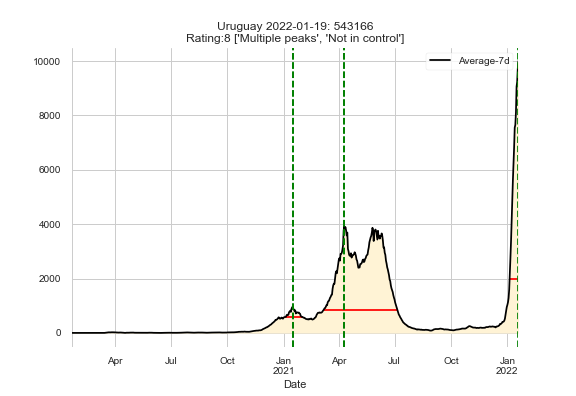 Uruguay 2022-01-19: 543166
Rating:8 ['Multiple peaks', 'Not in control']
Average-7d
10000
8000
6000
4000
2000
0
Apr Jul Oct Jan Apr Jul Oct Jan
2021 2022
Date